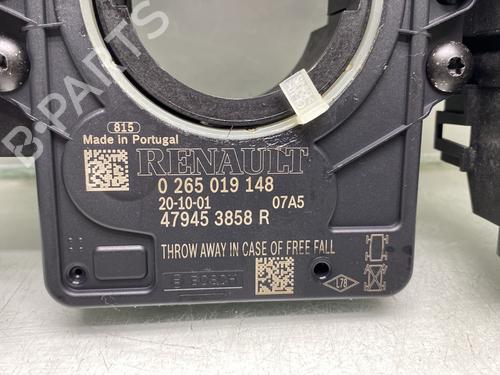 B-PARTS
815
Made in Portugal
RENAULT
0 265 019 148
20-10-01 07A5
47945 3858 R
THROW AWAY IN CASE OF FREE FALL
BOSCH
L78